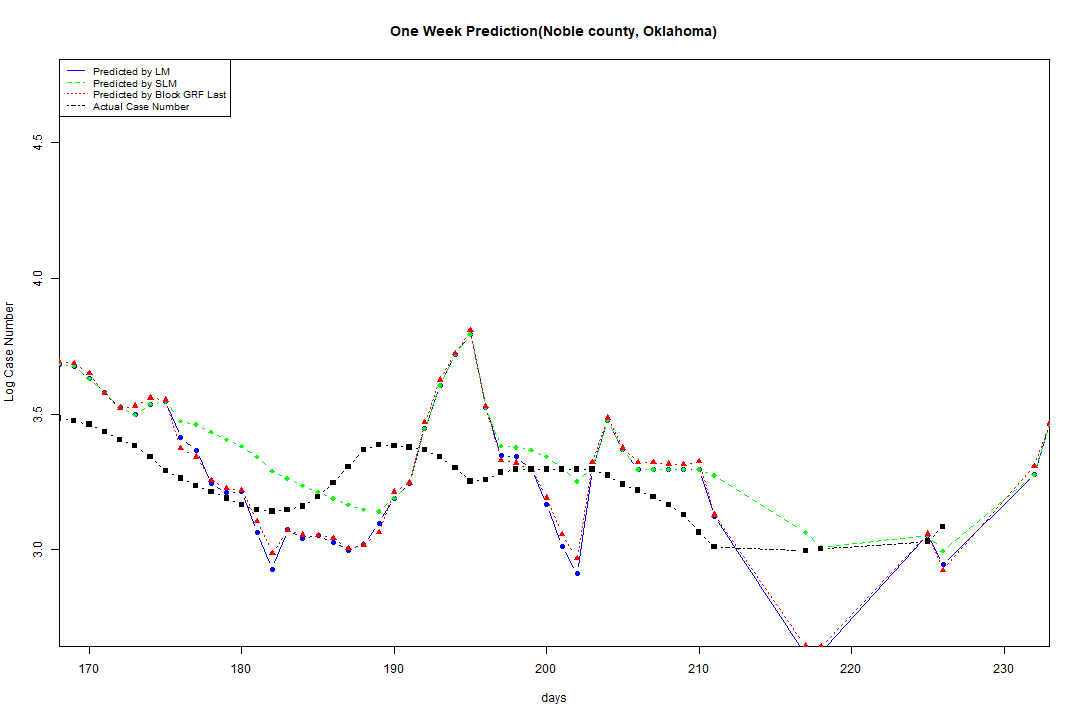 One Week Prediction(Noble county, Oklahoma)
Predicted by LM
Predicted by SLM
Predicted by Block GRF Last
Actual Case Number
4.5
4.0
3.5
3.0
Log Case Number
170 180 190 200 210 220 230
days